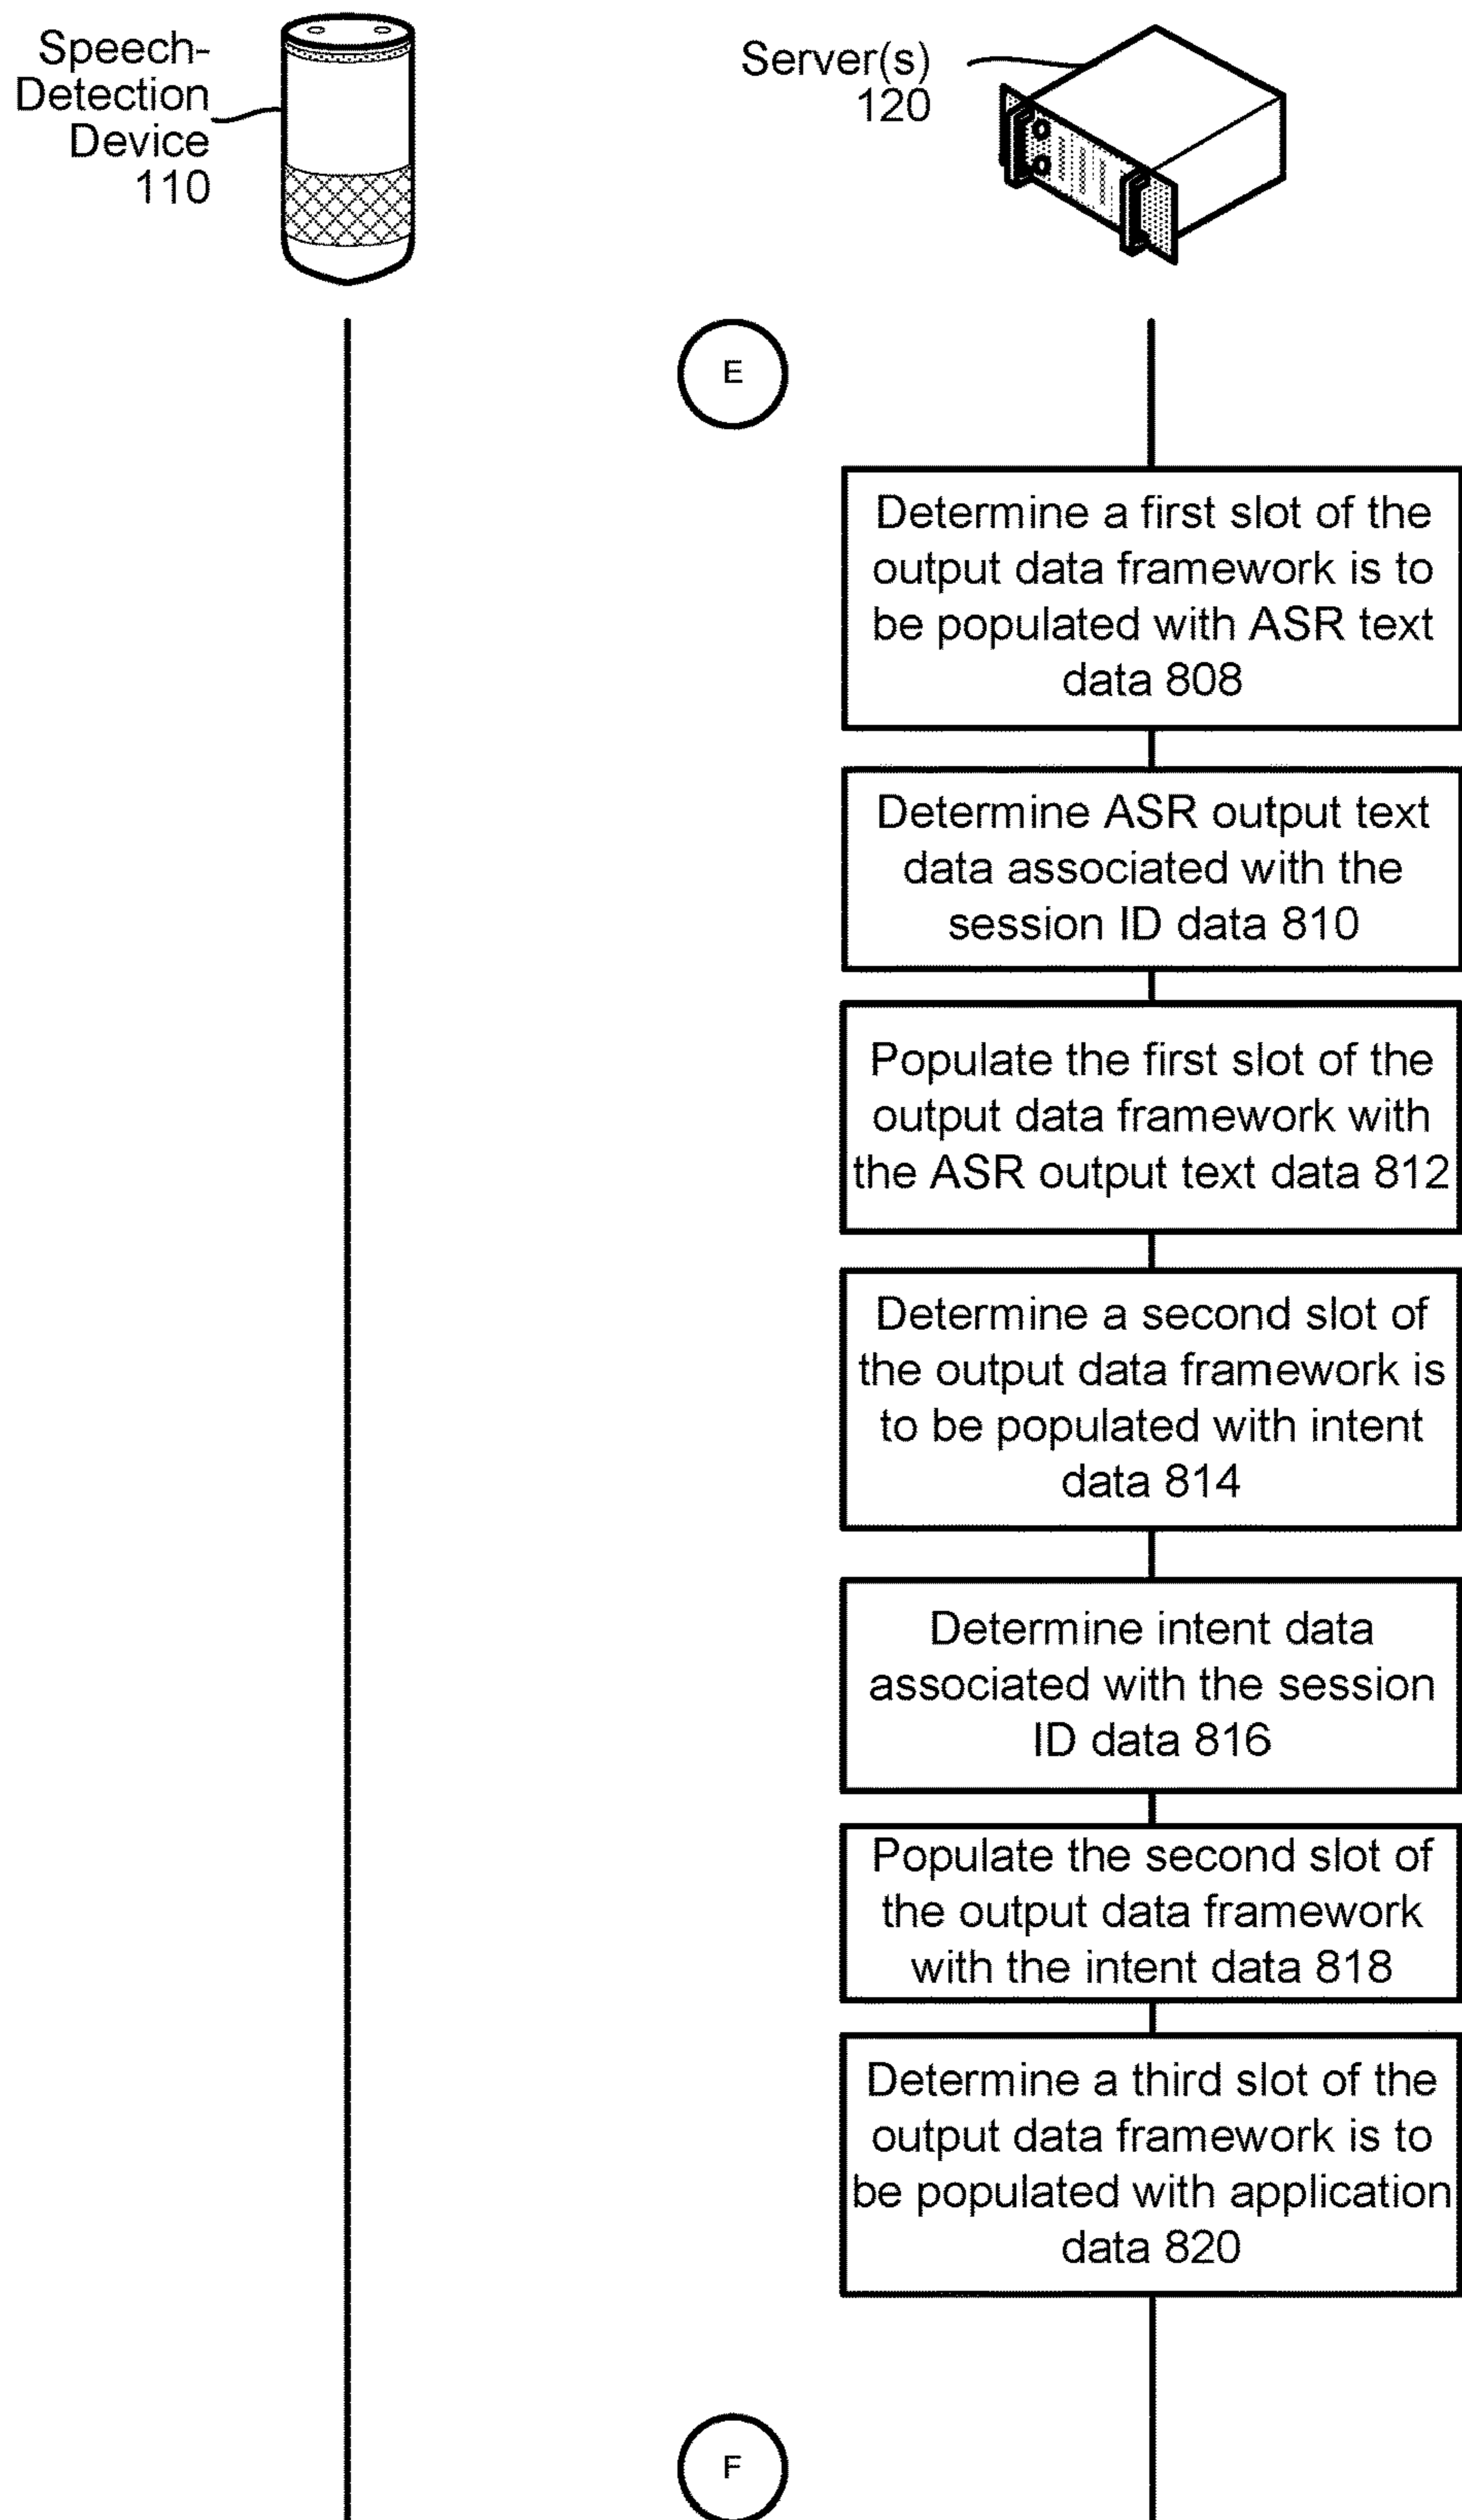 Speech-
Detection
Device
110
Server(s)
120
E
Determine a first slot of the
output data framework is to
be populated with ASR text
data 808
Determine ASR output text
data associated with the
session ID data 810
Populate the first slot of the
output data framework with
the ASR output text data 812
Determine a second slot of
the output data framework is
to be populated with intent
data 814
Determine intent data
associated with the session
ID data 816
Populate the second slot of
the output data framework
with the intent data 818
Determine a third slot of the
output data framework is to
be populated with application
data 820
F